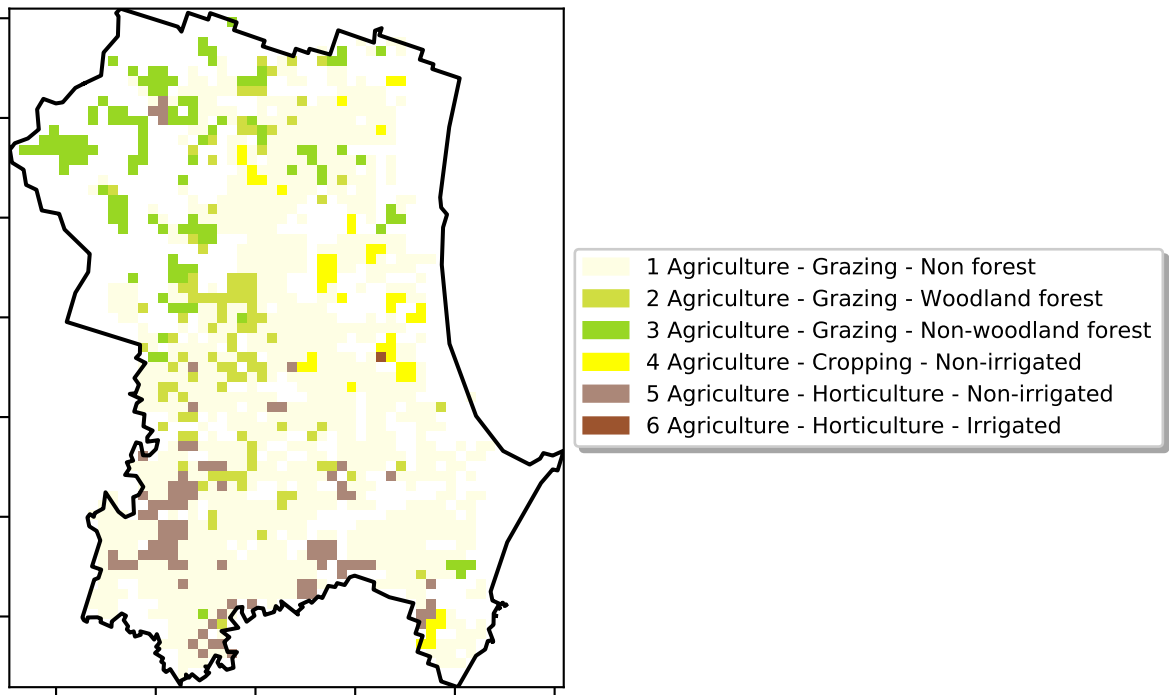 1 Agriculture - Grazing - Non forest
2 Agriculture - Grazing - Woodland forest
3 Agriculture - Grazing - Non-woodland forest
4 Agriculture - Cropping - Non-irrigated
5 Agriculture - Horticulture - Non-irrigated
6 Agriculture - Horticulture - Irrigated